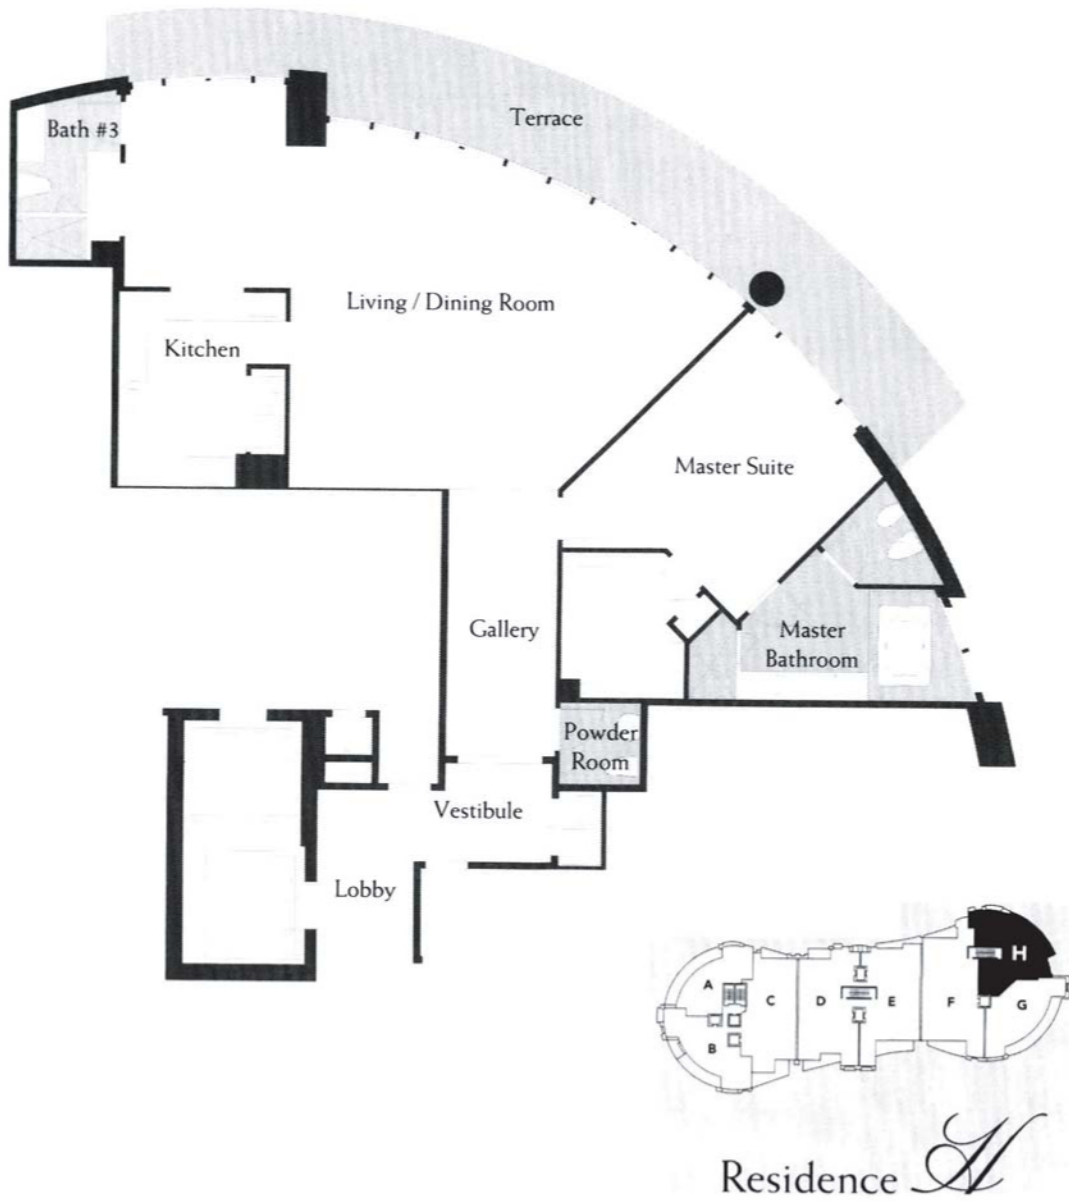 Terrace
Bath #3
Living / Dining Room
Kitchen
Master Suite
Gallery
Master
Bathroom
Powder
Room
Vestibule
Lobby
H
A
C
D
E
F
G
B
Residence H